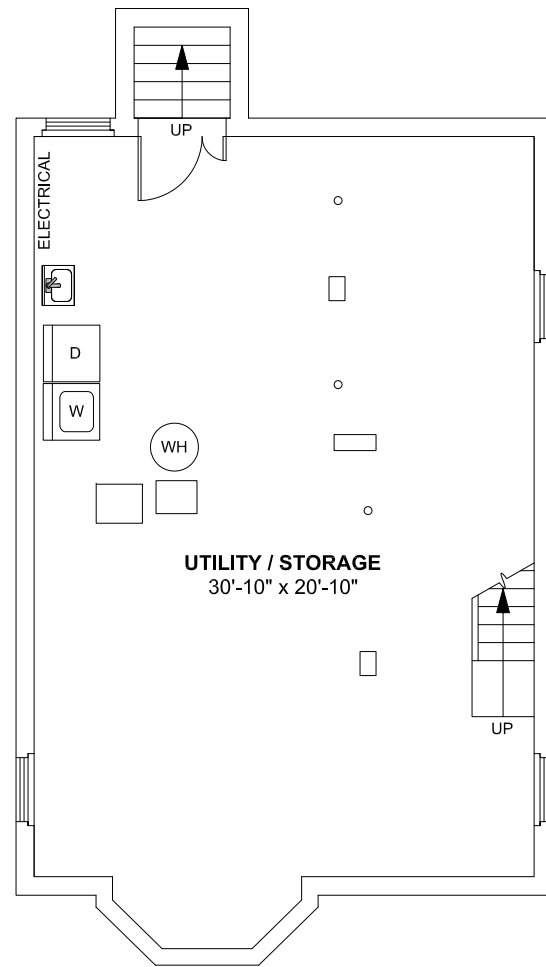 UP
ELECTRICAL
D
W
WH
UTILITY / STORAGE
30'-10" x 20'-10"
UP